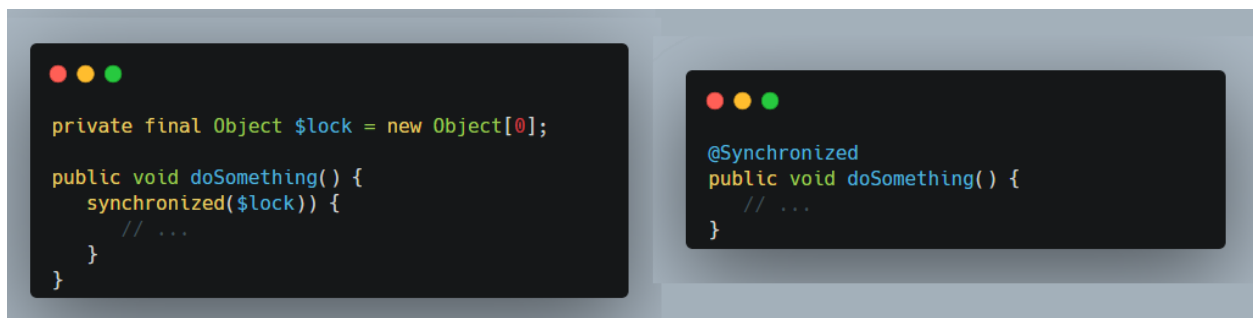 private final Object $lock = new Object[0];
public void doSomething() {
synchronized($lock)) {
// ...
}
}
@Synchronized
public void doSomething() {
// ...
}